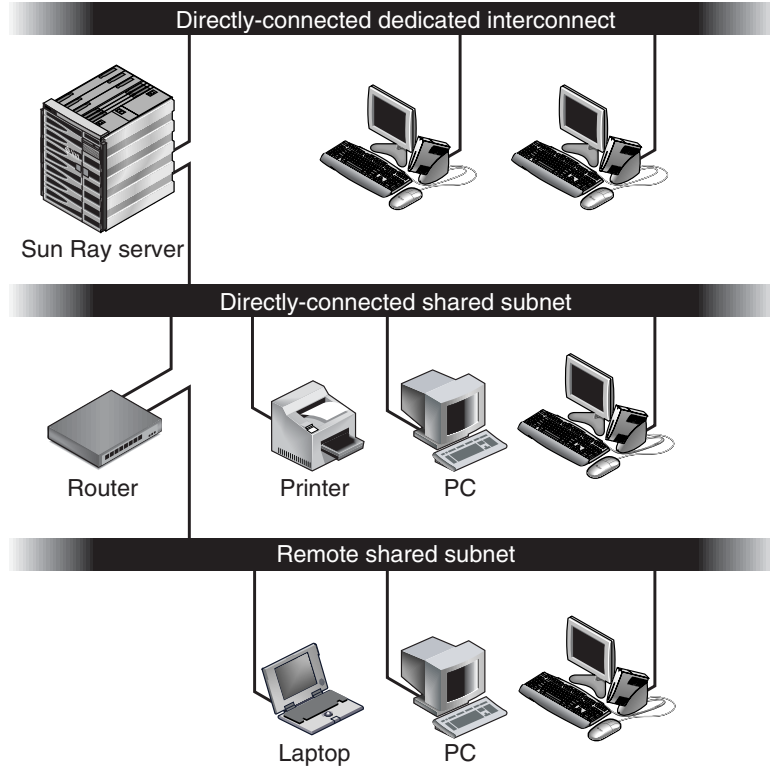 Directly-connected dedicated interconnect
Sun Ray server
Directly-connected shared subnet
Router
Printer
PC
Remote shared subnet
Laptop
PC